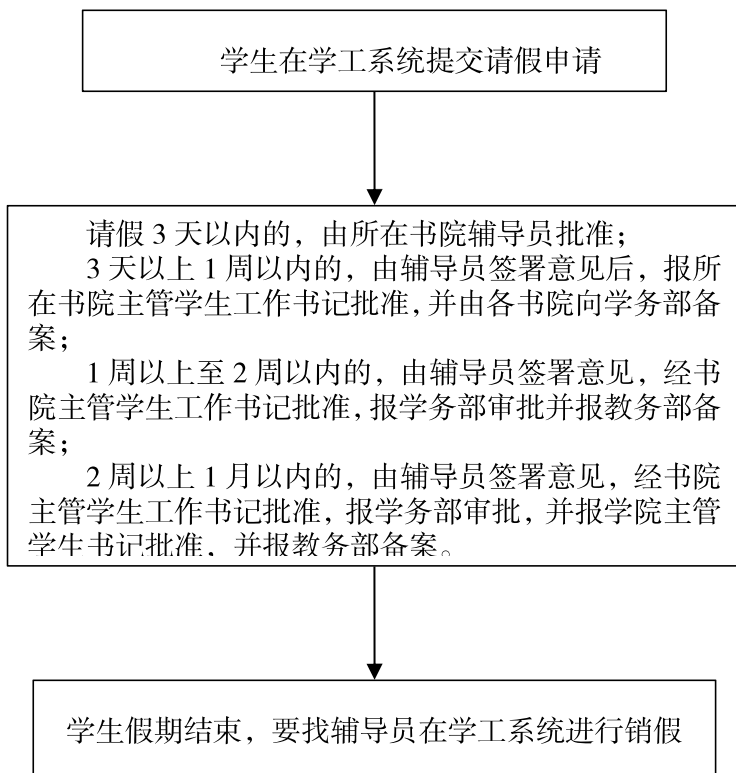 学生在学工系统提交请假申请
请假 3 天以内的，由所在书院辅导员批准；
3 天以上 1 周以内的，由辅导员签署意见后，报所
在书院主管学生工作书记批准，并由各书院向学务部备
案；
1 周以上至 2 周以内的，由辅导员签署意见，经书
院主管学生工作书记批准，报学务部审批并报教务部备
案；
2 周以上 1 月以内的，由辅导员签署意见，经书院
主管学生工作书记批准，报学务部审批，并报学院主管
学生书记批准，并报教务部备案。
学生假期结束，要找辅导员在学工系统进行销假